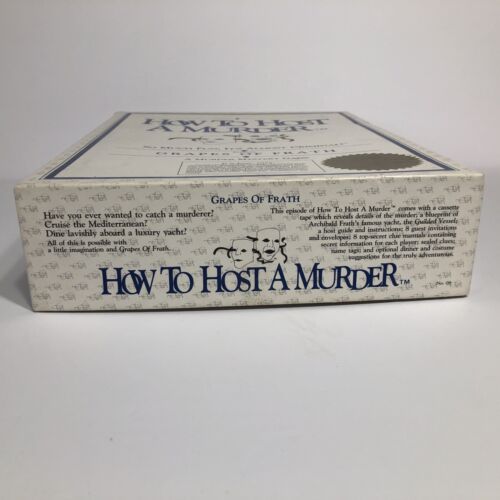 HOW TO HOST
A MURDER
GRAPES OF FRATH
GRAPES OF FRATH
Have you ever wanted to catch a murderer?
Cruise the Mediterranean?
Dine lavishly aboard a luxury yacht?
All of this is possible with
a little imagination and Grapes Of Frath.
This episode of How To Host A Murder™ comes with a cassette
tape which reveals details of the murder; a blueprint of
Archibald Frath's famous yacht, the Guilded Vessel;
a host guide and instructions; 8 guest invitations
and envelopes; 8 top-secret clue manuals containing
secret information for each player; sealed clues;
name tags; and optional dinner and costume
suggestions for the truly adventurous.
HOW TO HOST A MURDER™